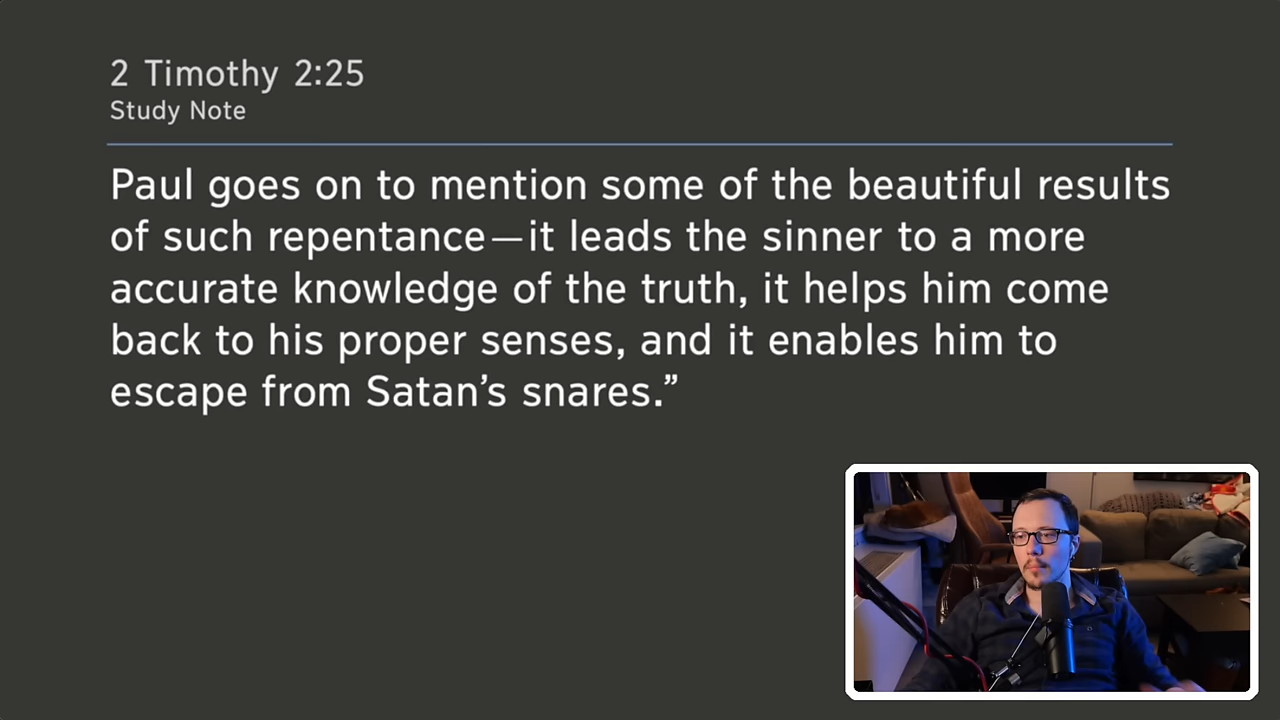 2 Timothy 2:25
Study Note
Paul goes on to mention some of the beautiful results
of such repentance—it leads the sinner to a more
accurate knowledge of the truth, it helps him come
back to his proper senses, and it enables him to
escape from Satan’s snares.”